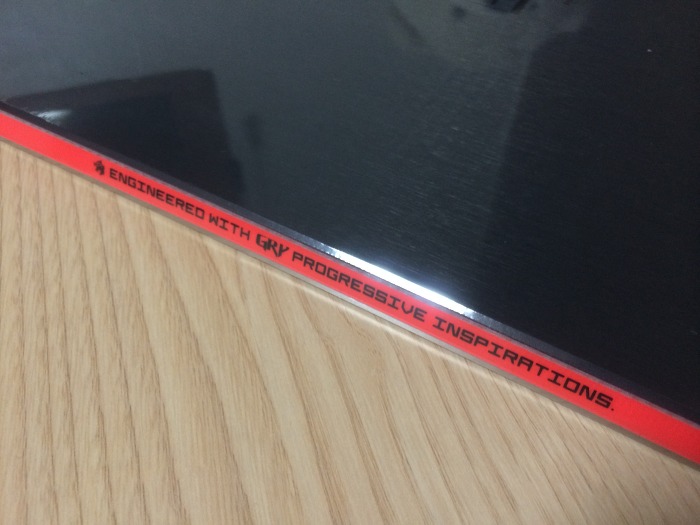 ENGINEERED WITH GRY PROGRESSIVE INSPIRATIONS.